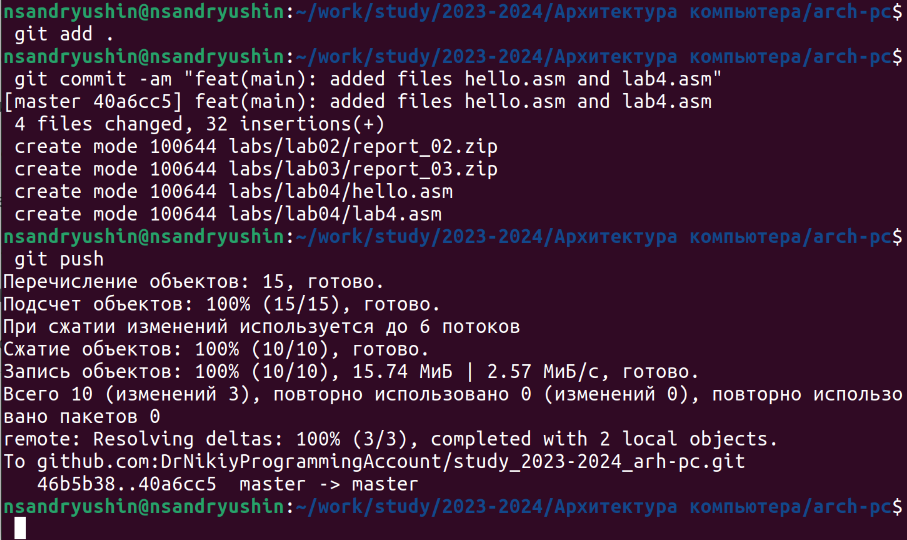 nsandryushin@nsandryushin:~/work/study/2023-2024/Архитектура компьютера/arch-pc$
git add .
nsandryushin@nsandryushin:~/work/study/2023-2024/Архитектура компьютера/arch-pc$
git commit -am "feat(main): added files hello.asm and lab4.asm"
[master 40a6cc5] feat(main): added files hello.asm and lab4.asm
4 files changed, 32 insertions(+)
create mode 100644 labs/lab02/report_02.zip
create mode 100644 labs/lab03/report_03.zip
create mode 100644 labs/lab04/hello.asm
create mode 100644 labs/lab04/lab4.asm
nsandryushin@nsandryushin:~/work/study/2023-2024/Архитектура компьютера/arch-pc$
git push
Перечисление объектов: 15, готово.
Подсчет объектов: 100% (15/15), готово.
При сжатии изменений используется до 6 потоков
Сжатие объектов: 100% (10/10), готово.
Запись объектов: 100% (10/10), 15.74 МиБ | 2.57 МиБ/с, готово.
Всего 10 (изменений 3), повторно использовано 0 (изменений 0), повторно использо
вано пакетов 0
remote: Resolving deltas: 100% (3/3), completed with 2 local objects.
To github.com:DrNikiyProgrammingAccount/study_2023-2024_arh-pc.git
46b5b38..40a6cc5  master -> master
nsandryushin@nsandryushin:~/work/study/2023-2024/Архитектура компьютера/arch-pc$